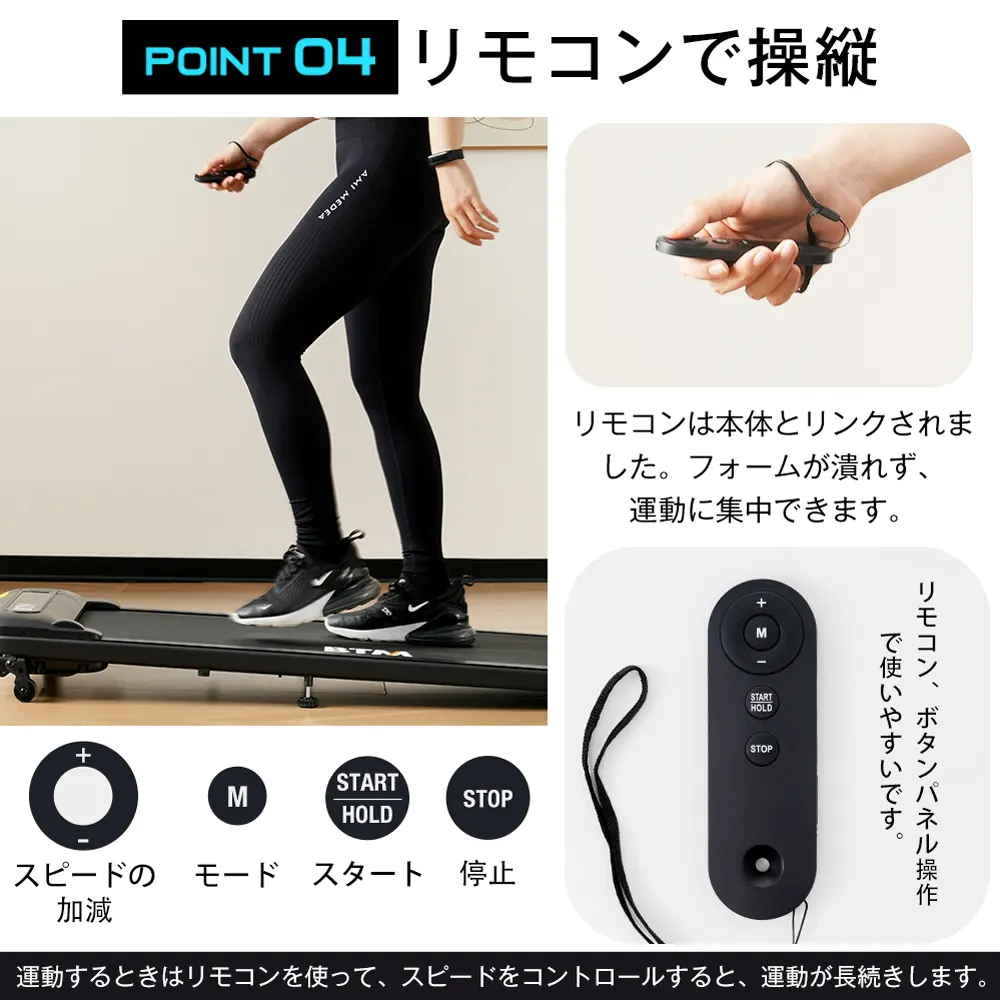 POINT 04 リモコンで操縦
AMI MEDEA
BTM
リモコンは本体とリンクされま
した。フォームが潰れず、
運動に集中できます。
+
M
−
START
HOLD
STOP
リモコン、ボタンパネル操作
で使いやすいです。
+
-
スピードの
加減
M
モード
START
HOLD
スタート
STOP
停止
運動するときはリモコンを使って、スピードをコントロールすると、運動が長続きします。